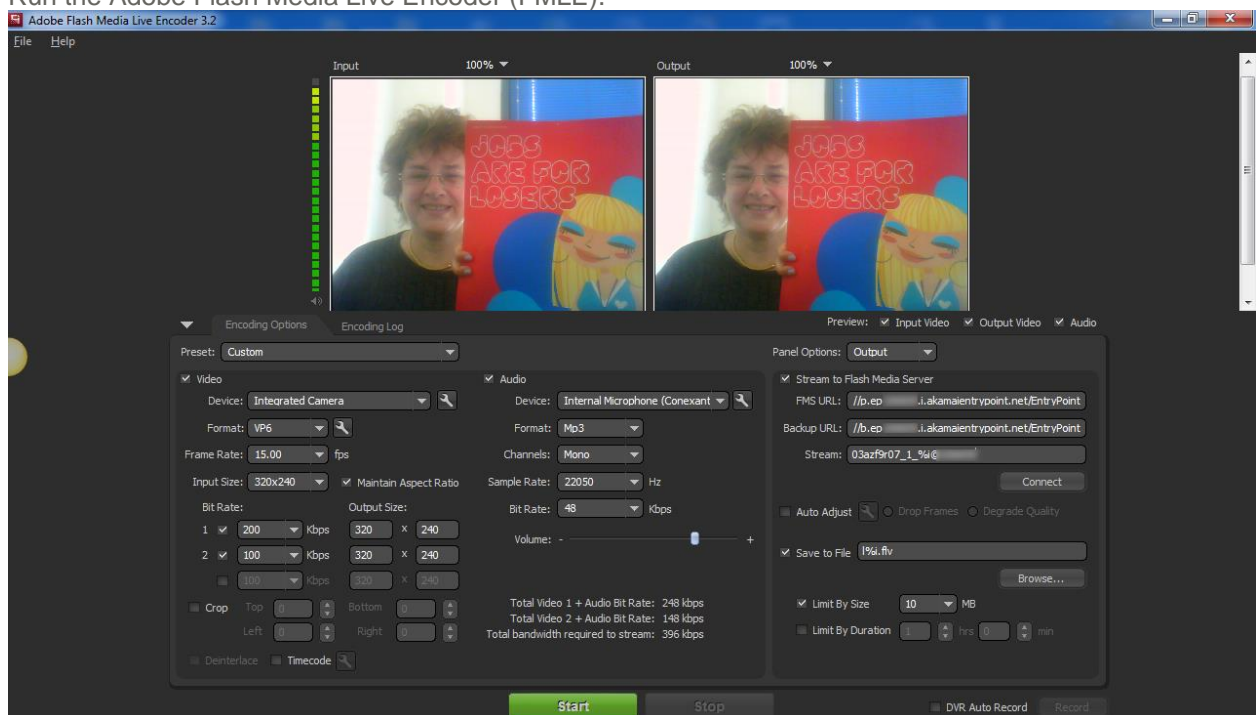 Run the Adobe Flash Media Live Encoder (FMLE).
Adobe Flash Media Live Encoder 3.2
File Help
Input 100% Output 100%
JOBS
ARE FOR
LOSERS
JOBS
ARE FOR
LOSERS
Encoding Options Encoding Log Preview: Input Video Output Video Audio
Preset: Custom Panel Options: Output
Video Audio Stream to Flash Media Server
Device: Integrated Camera Device: Internal Microphone (Conexant FMS URL: //p.ep .i.akamaientrypoint.net/EntryPoint
Format: VP6 Format: Mp3 Backup URL: //b.ep .i.akamaientrypoint.net/EntryPoint
Frame Rate: 15.00 fps Channels: Mono Stream: 03azf9r07_1_%i@
Input Size: 320x240 Maintain Aspect Ratio Sample Rate: 22050 Hz Connect
Bit Rate: Output Size: Bit Rate: 48 Kbps Auto Adjust Drop Frames Degrade Quality
1 200 Kbps 320 x 240 Volume: - +
2 100 Kbps 320 x 240 Save to File l%i.flv
100 Kbps 320 x 240 Browse...
Crop Top 0 Bottom 0 Total Video 1 + Audio Bit Rate: 248 kbps Limit By Size 10 MB
Total Video 2 + Audio Bit Rate: 148 kbps
Left 0 Right 0 Total bandwidth required to stream: 396 kbps Limit By Duration 1 hrs 0 min
Deinterlace Timecode
Start Stop DVR Auto Record Record